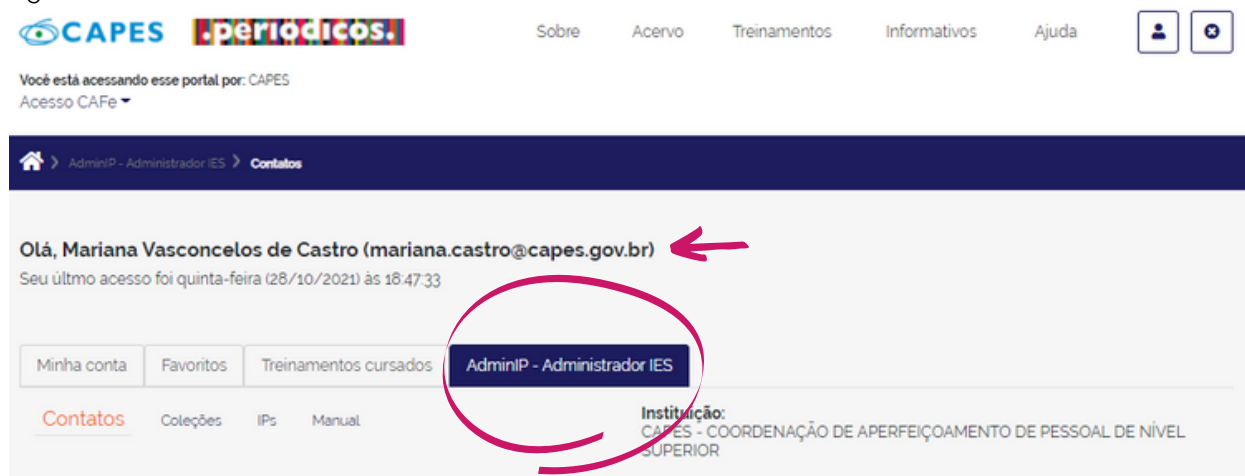 CAPES .periodicos. Sobre Acervo Treinamentos Informativos Ajuda
Você está acessando esse portal por: CAPES
Acesso CAFe
AdminIP - Administrador IES Contatos
Olá, Mariana Vasconcelos de Castro (mariana.castro@capes.gov.br)
Seu últmo acesso foi quinta-feira (28/10/2021) às 18:47:33
Minha conta Favoritos Treinamentos cursados AdminIP - Administrador IES
Contatos Coleções IPs Manual
Instituição:
CAPES - COORDENAÇÃO DE APERFEIÇOAMENTO DE PESSOAL DE NÍVEL
SUPERIOR